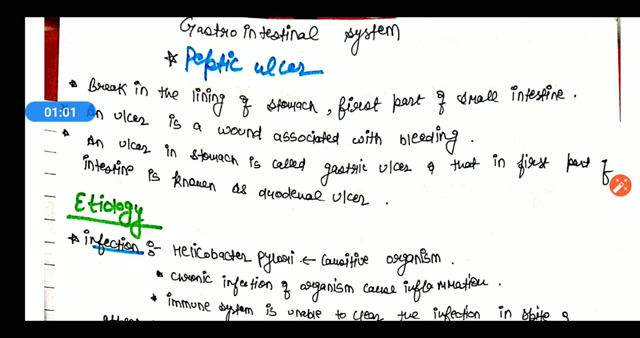 Gastro intestinal system
* Peptic ulcer
* Break in the lining of stomach, first part of small intestine.
01:01
An ulcer is a wound associated with bleeding.
* An ulcer in stomach is called gastric ulcer & that in first part of
intestine is known as duodenal ulcer.
Etiology
* infection :- Helicobacter pylori ← causitive organism.
* chronic infection of organism cause inflammation.
* immune system is unable to clear the infection in spite